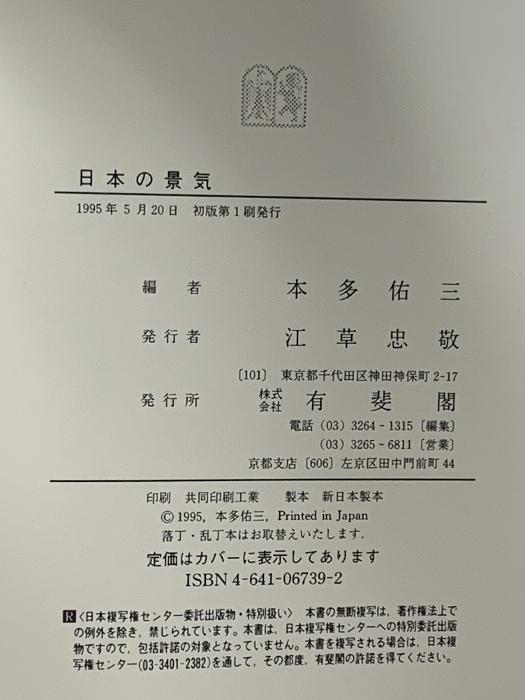 日本の景気
1995年5月20日 初版第1刷発行
編者 本多佑三
発行者 江草忠敬
〔101〕 東京都千代田区神田神保町2-17
発行所 株式会社 有斐閣
電話 (03) 3264-1315〔編集〕
(03) 3265-6811〔営業〕
京都支店〔606〕左京区田中門前町44
印刷 共同印刷工業 製本 新日本製本
© 1995, 本多佑三, Printed in Japan
落丁・乱丁本はお取替えいたします.
定価はカバーに表示してあります
ISBN 4-641-06739-2
R〈日本複写権センター委託出版物・特別扱い〉 本書の無断複写は、著作権法上で
の例外を除き、禁じられています。本書は、日本複写権センターへの特別委託出版
物ですので、包括許諾の対象となっていません。本書を複写される場合は、日本複
写権センター(03-3401-2382)を通して、その都度、有斐閣の許諾を得てください。